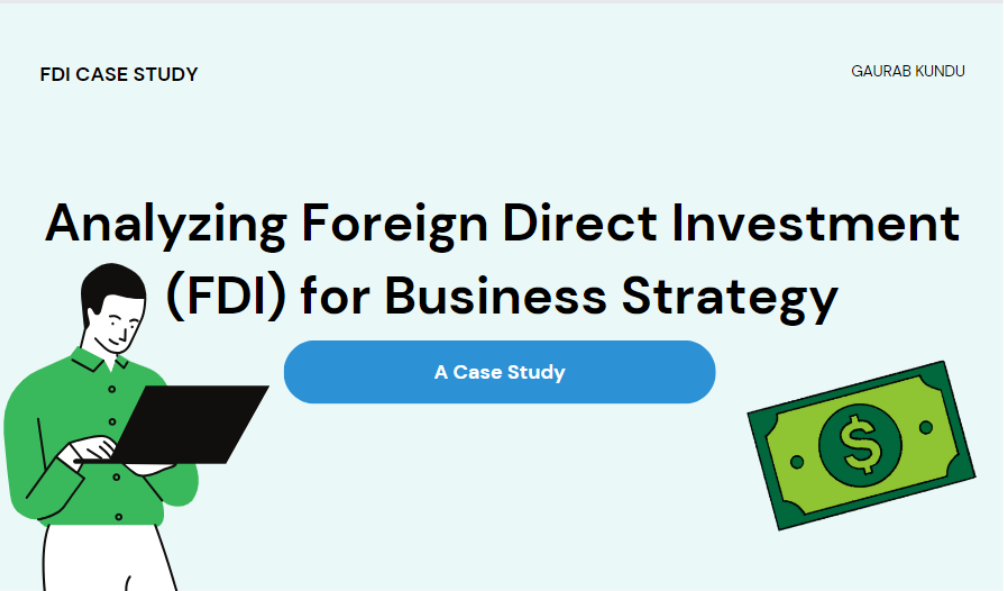 FDI CASE STUDY
GAURAB KUNDU
Analyzing Foreign Direct Investment
(FDI) for Business Strategy
A Case Study
$